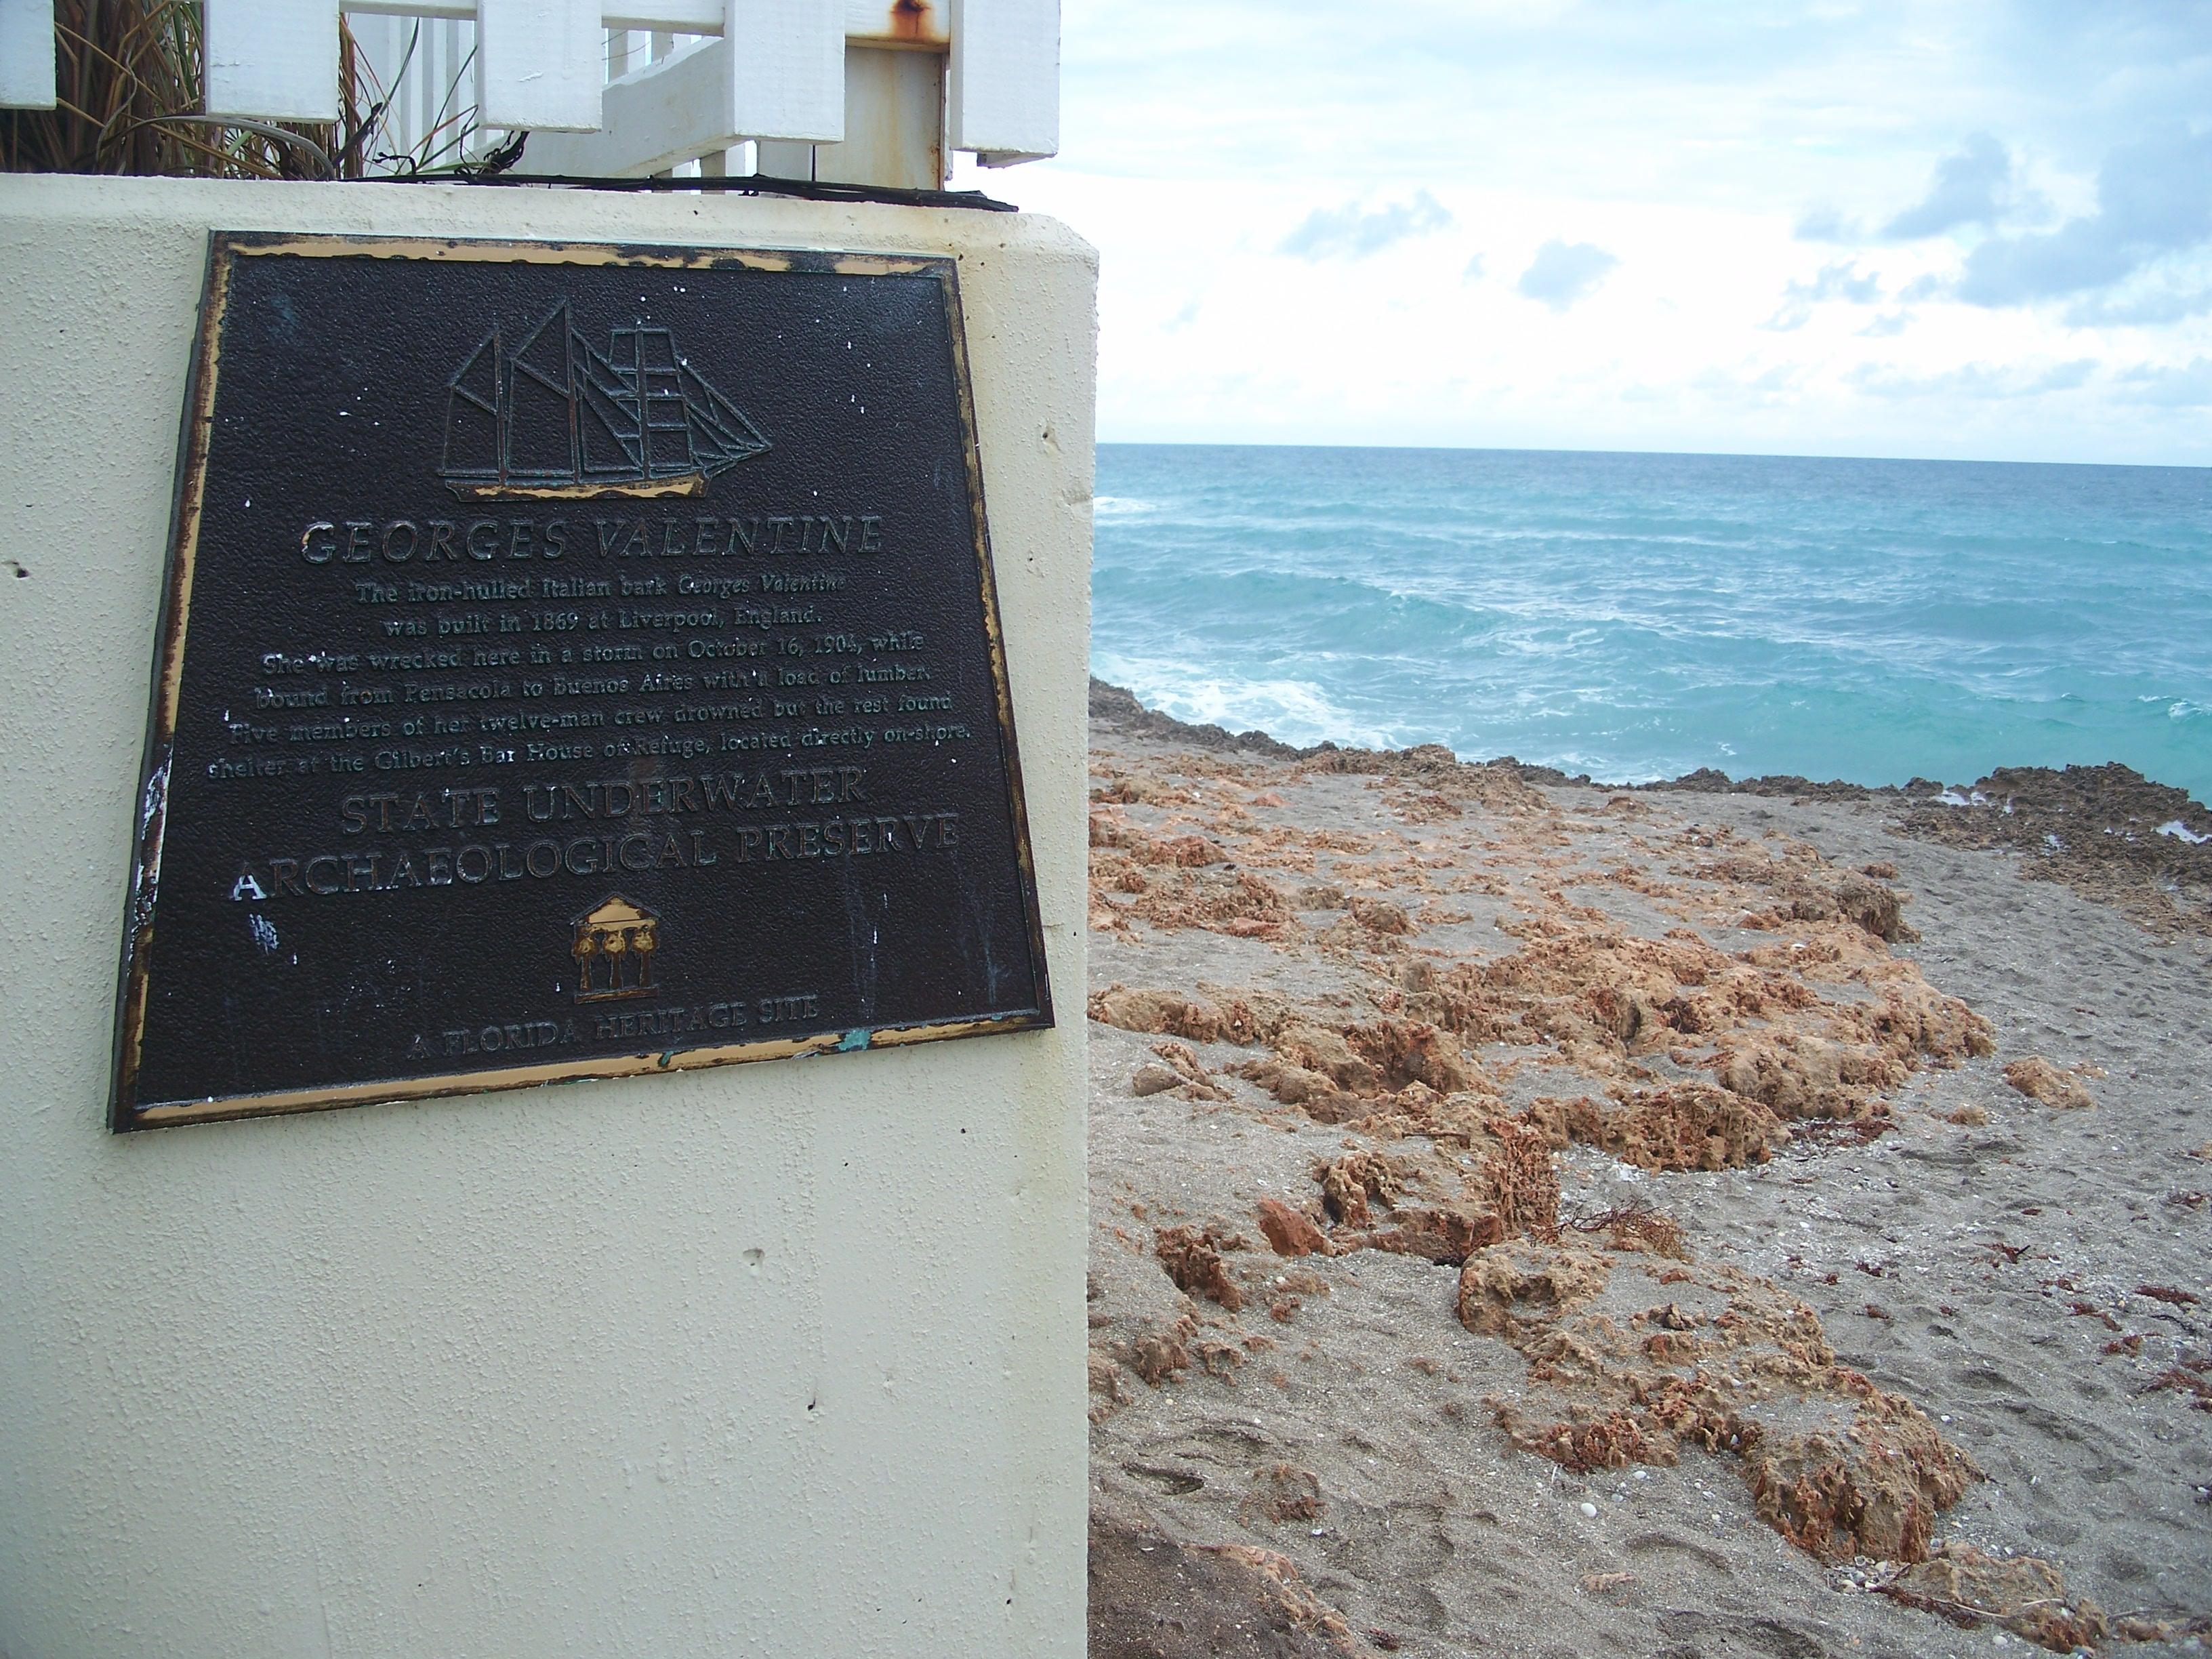 GEORGES VALENTINE
The iron-hulled Italian bark Georges Valentine
was built in 1869 at Liverpool, England.
She was wrecked here in a storm on October 16, 1904, while
bound from Pensacola to Buenos Aires with a load of lumber.
Five members of her twelve-man crew drowned but the rest found
shelter at the Gilbert's Bar House of Refuge, located directly on-shore.
STATE UNDERWATER
ARCHAEOLOGICAL PRESERVE
A FLORIDA HERITAGE SITE